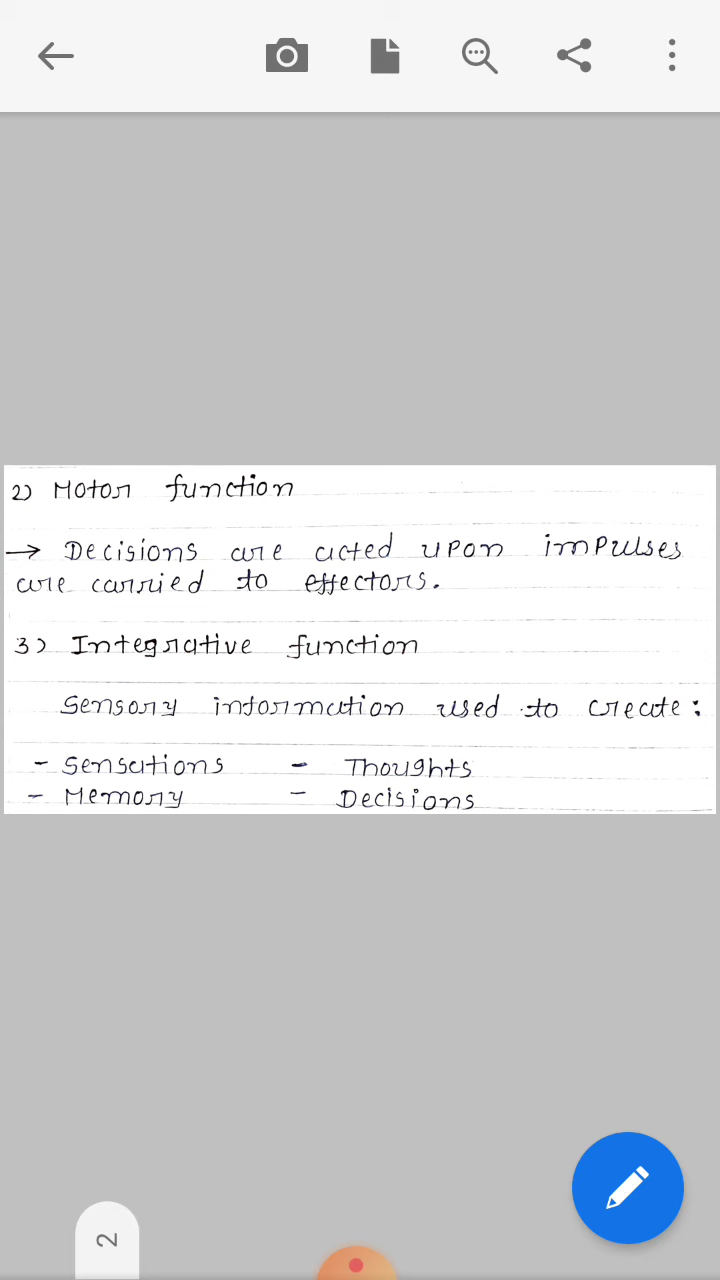 2) Motor function
→ Decisions are acted upon impulses
are carried to effectors.
3) Integrative function
Sensory information used to create:
- Sensations - Thoughts
- Memory - Decisions
2